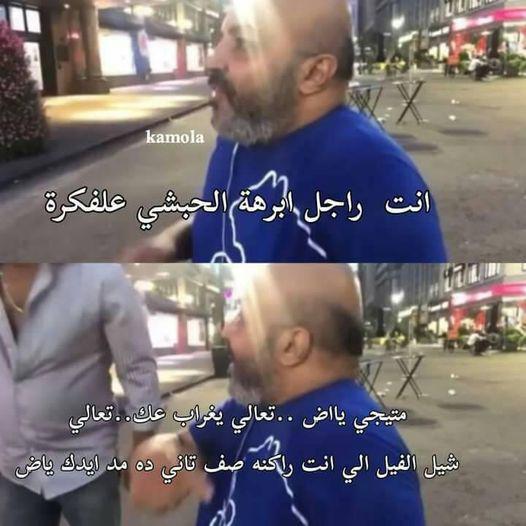 kamola
انت راجل ابرهة الحبشي علفكرة
متيجي يااض ..تعالي يغراب عك..تعالي
شيل الفيل الي انت راكنه صف تاني ده مد ايدك ياض